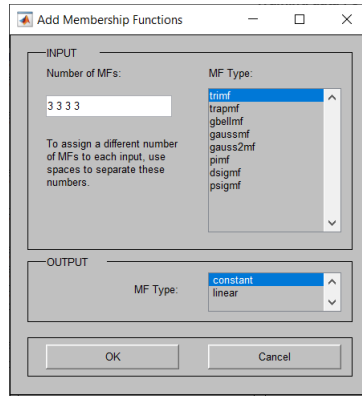 Add Membership Functions
INPUT
Number of MFs:
3 3 3 3
To assign a different number
of MFs to each input, use
spaces to separate these
numbers.
MF Type:
trimf
trapmf
gbellmf
gaussmf
gauss2mf
pimf
dsigmf
psigmf
OUTPUT
MF Type:
constant
linear
OK
Cancel